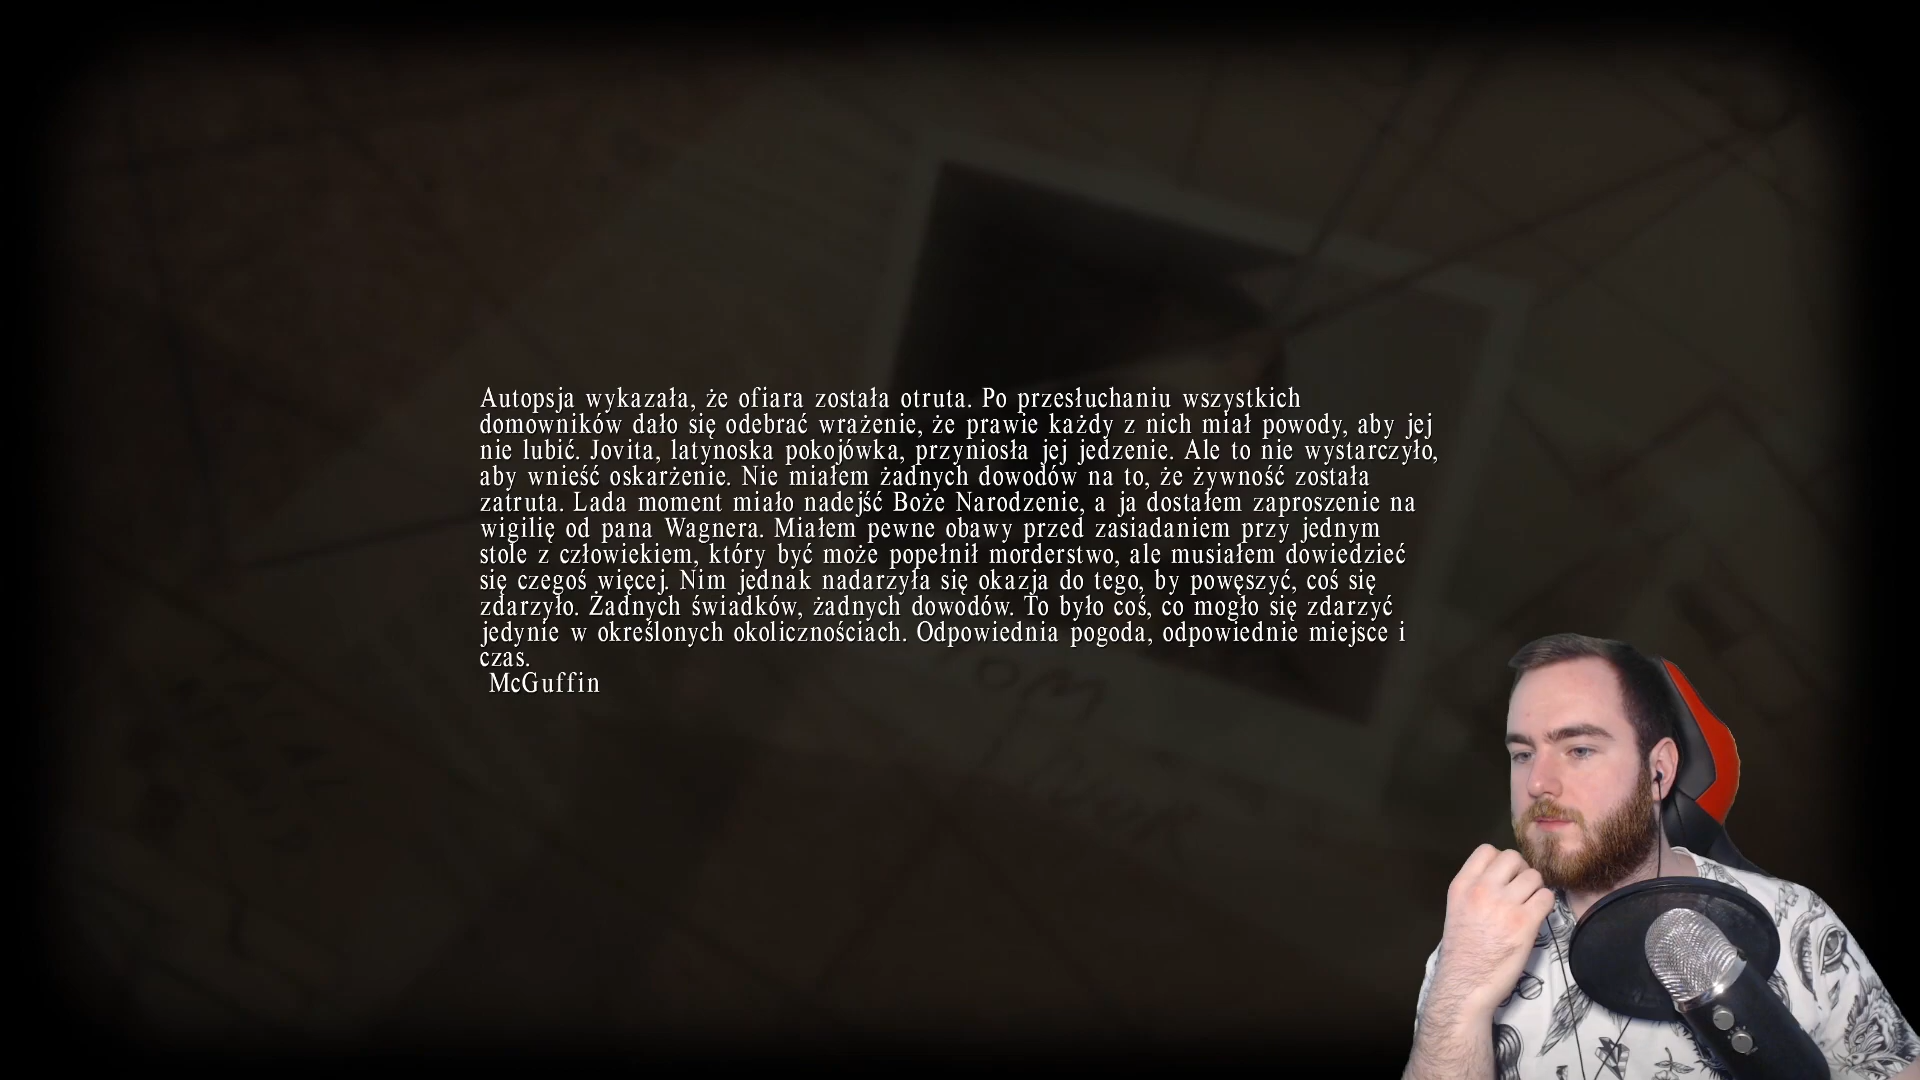 Autopsja wykazała, że ofiara została otruta. Po przesłuchaniu wszystkich
domowników dało się odebrać wrażenie, że prawie każdy z nich miał powody, aby jej
nie lubić. Jovita, latynoska pokojówka, przyniosła jej jedzenie. Ale to nie wystarczyło,
aby wnieść oskarżenie. Nie miałem żadnych dowodów na to, że żywność została
zatruta. Lada moment miało nadejść Boże Narodzenie, a ja dostałem zaproszenie na
wigilię od pana Wagnera. Miałem pewne obawy przed zasiadaniem przy jednym
stole z człowiekiem, który być może popełnił morderstwo, ale musiałem dowiedzieć
się czegoś więcej. Nim jednak nadarzyła się okazja do tego, by powęszyć, coś się
zdarzyło. Żadnych świadków, żadnych dowodów. To było coś, co mogło się zdarzyć
jedynie w określonych okolicznościach. Odpowiednia pogoda, odpowiednie miejsce i
czas.
McGuffin
TOM